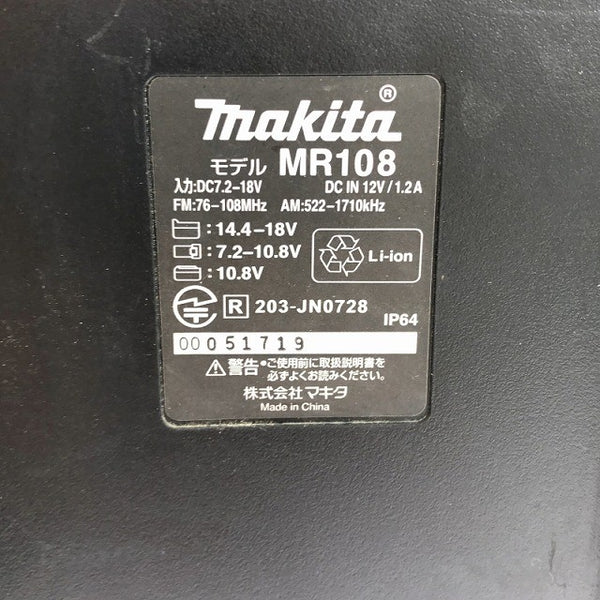 makita®
モデル MR108
入力:DC7.2-18V DC IN 12V/1.2A
FM:76-108MHz AM:522-1710kHz
:14.4-18V
:7.2-10.8V
:10.8V
Li-ion
R 203-JN0728
IP64
00051719
警告 •ご使用前に取扱説明書を
必ずよくお読みください。
株式会社マキタ
Made in China